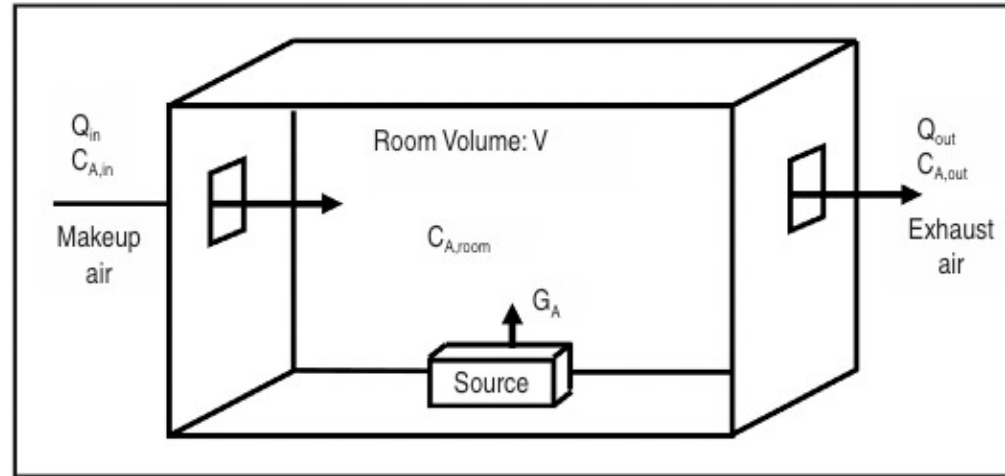 Q_in
C_A,in
Makeup
air
Room Volume: V
C_A,room
G_A
Source
Q_out
C_A,out
Exhaust
air